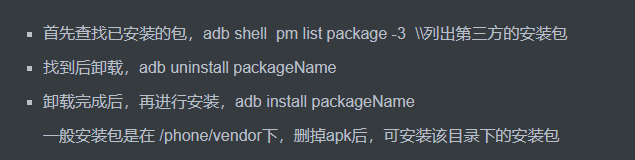 首先查找已安装的包，adb shell  pm list package -3  \\列出第三方的安装包
找到后卸载，adb uninstall packageName
卸载完成后，再进行安装，adb install packageName
一般安装包是在 /phone/vendor下，删掉apk后，可安装该目录下的安装包